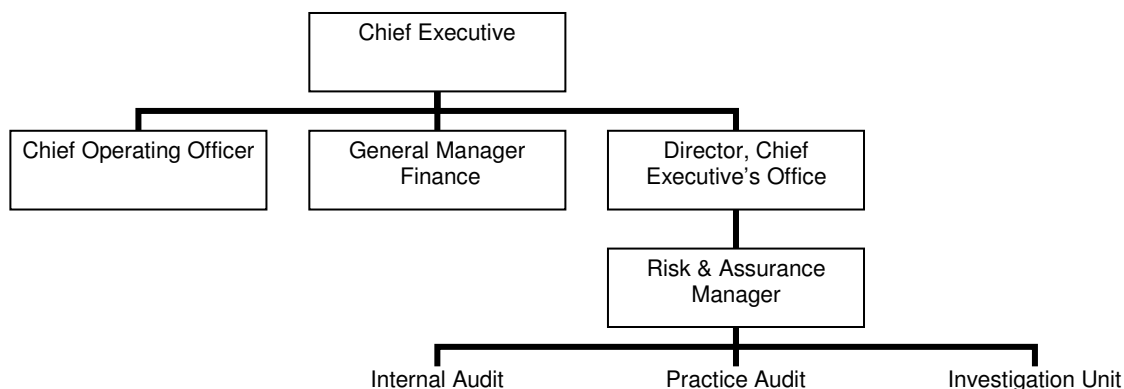 Chief Executive
Chief Operating Officer
General Manager
Finance
Director, Chief
Executive's Office
Risk & Assurance
Manager
Internal Audit
Practice Audit
Investigation Unit